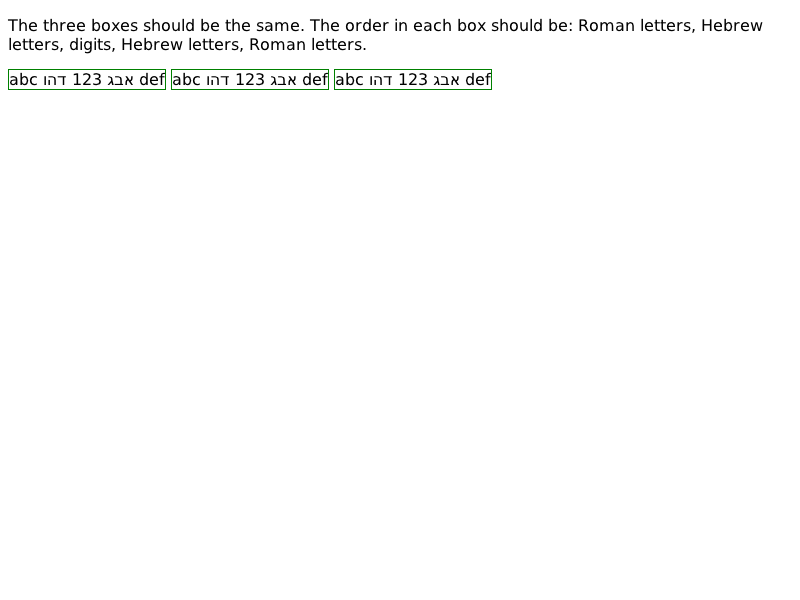 The three boxes should be the same. The order in each box should be: Roman letters, Hebrew
letters, digits, Hebrew letters, Roman letters.
abc אבג 123 דהו def abc אבג 123 דהו def abc אבג 123 דהו def